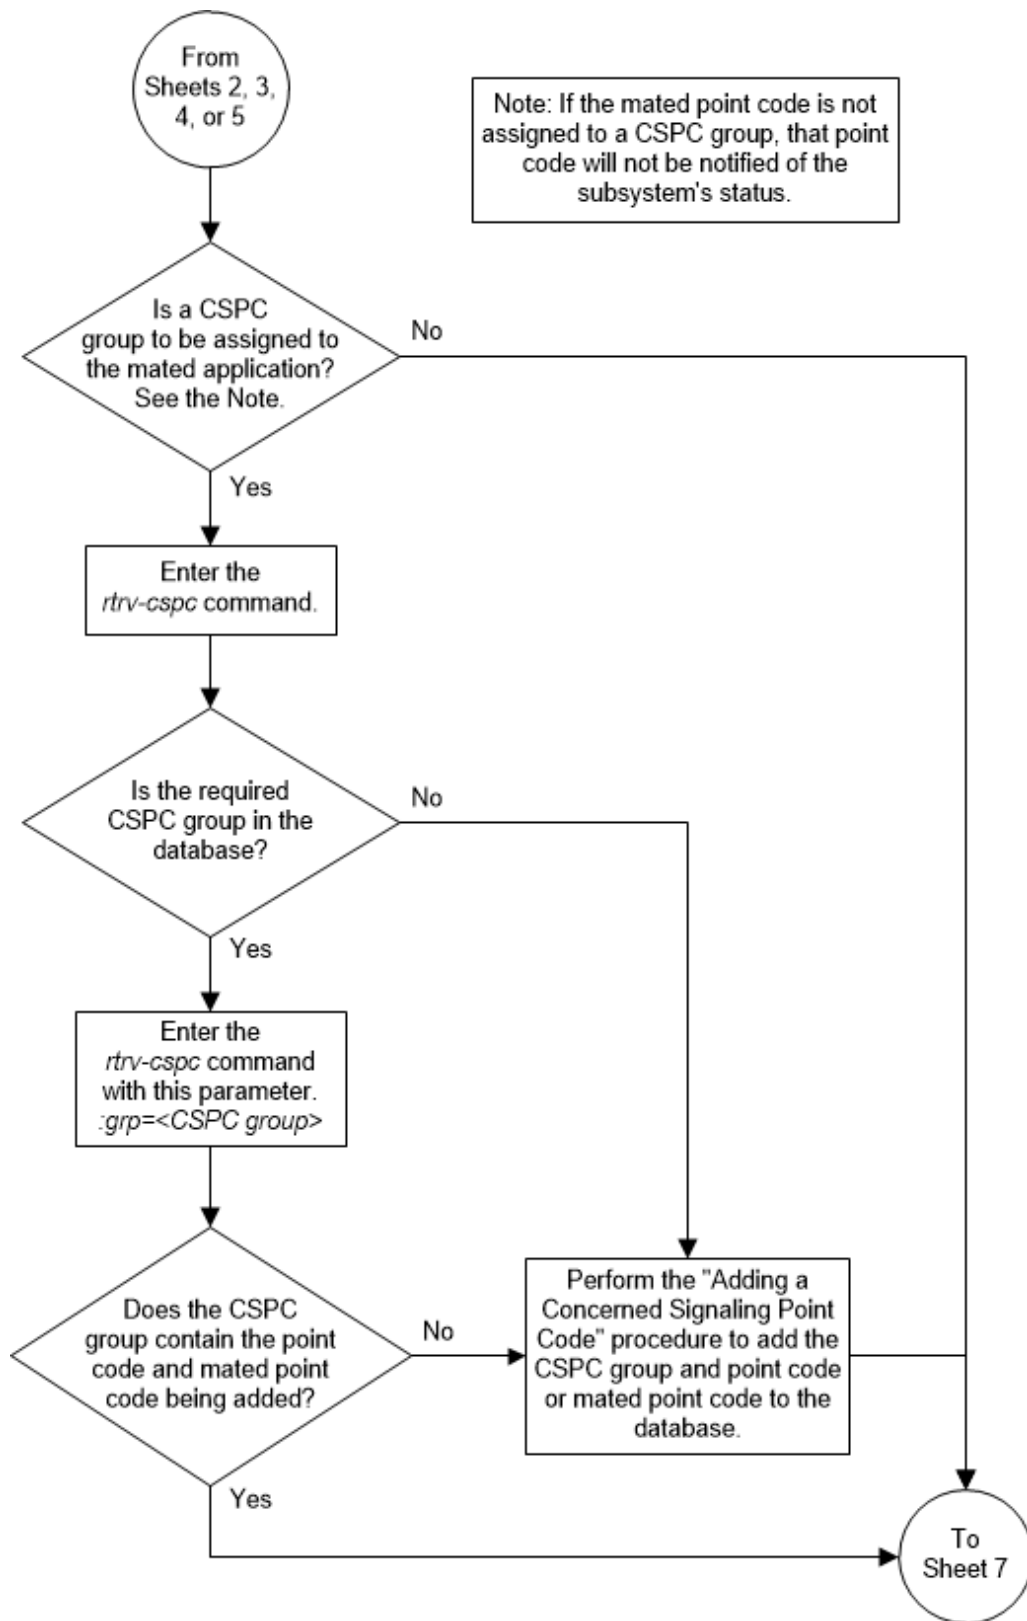 From
Sheets 2, 3,
4, or 5
Note: If the mated point code is not
assigned to a CSPC group, that point
code will not be notified of the
subsystem's status.
Is a CSPC
group to be assigned to
the mated application?
See the Note.
No
Yes
Enter the
rtrv-cspc command.
Is the required
CSPC group in the
database?
No
Yes
Enter the
rtrv-cspc command
with this parameter.
:grp=<CSPC group>
Does the CSPC
group contain the point
code and mated point
code being added?
No
Perform the "Adding a
Concerned Signaling Point
Code" procedure to add the
CSPC group and point code
or mated point code to the
database.
Yes
To
Sheet 7